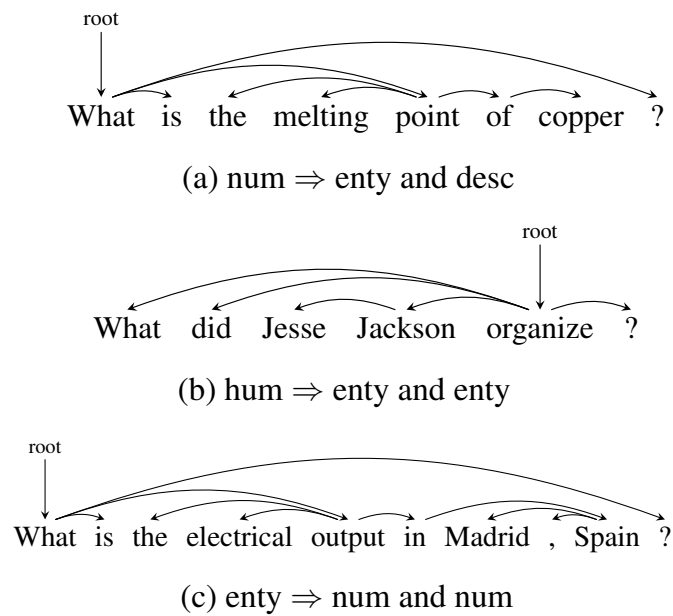 root
What is the melting point of copper ?
(a) num ⇒ enty and desc
root
What did Jesse Jackson organize ?
(b) hum ⇒ enty and enty
root
What is the electrical output in Madrid , Spain ?
(c) enty ⇒ num and num